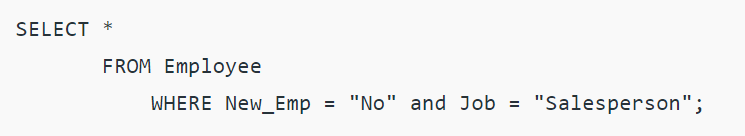 SELECT *
FROM Employee
WHERE New_Emp = "No" and Job = "Salesperson";